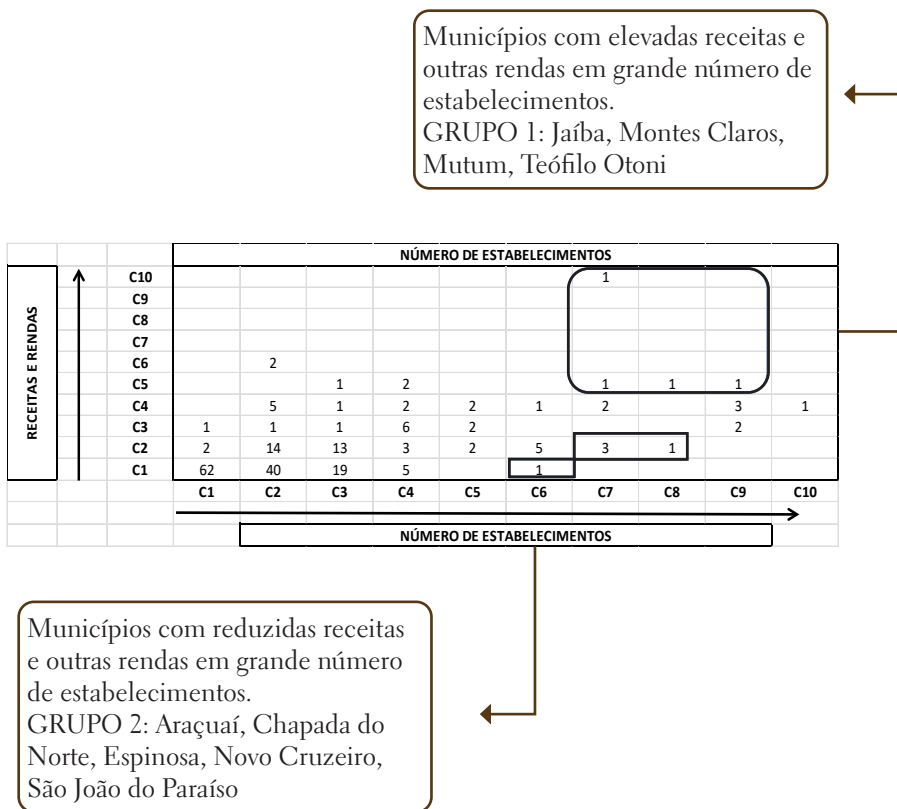 Municípios com elevadas receitas e
outras rendas em grande número de
estabelecimentos.
GRUPO 1: Jaíba, Montes Claros,
Mutum, Teófilo Otoni
NÚMERO DE ESTABELECIMENTOS
RECEITAS E RENDAS
C10 1
C9
C8
C7
C6 2
C5 1 2 1 1 1
C4 5 1 2 2 1 2 3 1
C3 1 1 1 6 2 2
C2 2 14 13 3 2 5 3 1
C1 62 40 19 5 1
C1 C2 C3 C4 C5 C6 C7 C8 C9 C10
NÚMERO DE ESTABELECIMENTOS
Municípios com reduzidas receitas
e outras rendas em grande número
de estabelecimentos.
GRUPO 2: Araçuaí, Chapada do
Norte, Espinosa, Novo Cruzeiro,
São João do Paraíso